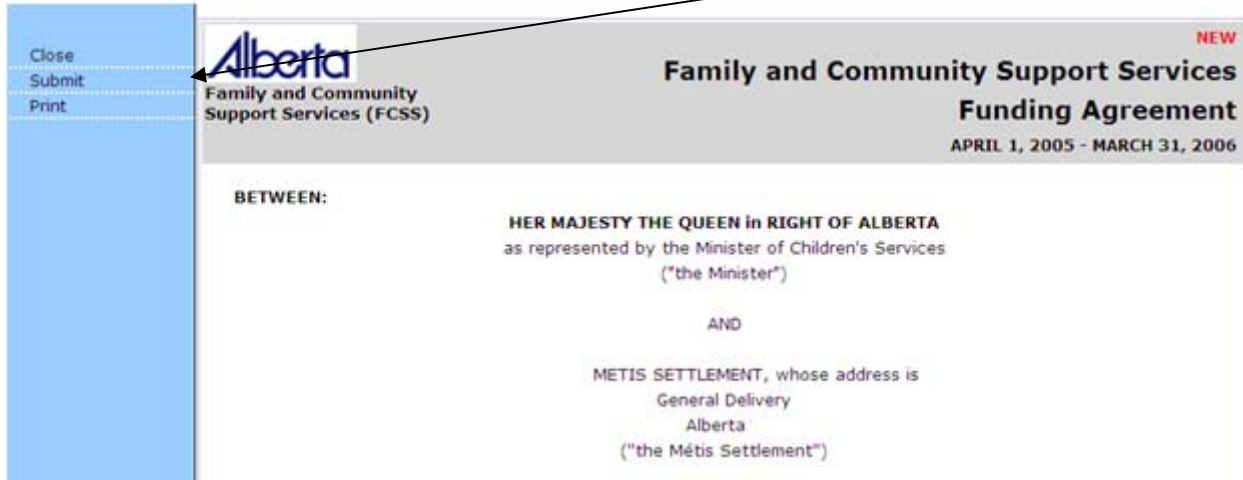 Close
Submit
Print
Alberta
Family and Community
Support Services (FCSS)
NEW
Family and Community Support Services
Funding Agreement
APRIL 1, 2005 - MARCH 31, 2006
BETWEEN:
HER MAJESTY THE QUEEN in RIGHT OF ALBERTA
as represented by the Minister of Children's Services
("the Minister")
AND
METIS SETTLEMENT, whose address is
General Delivery
Alberta
("the Métis Settlement")